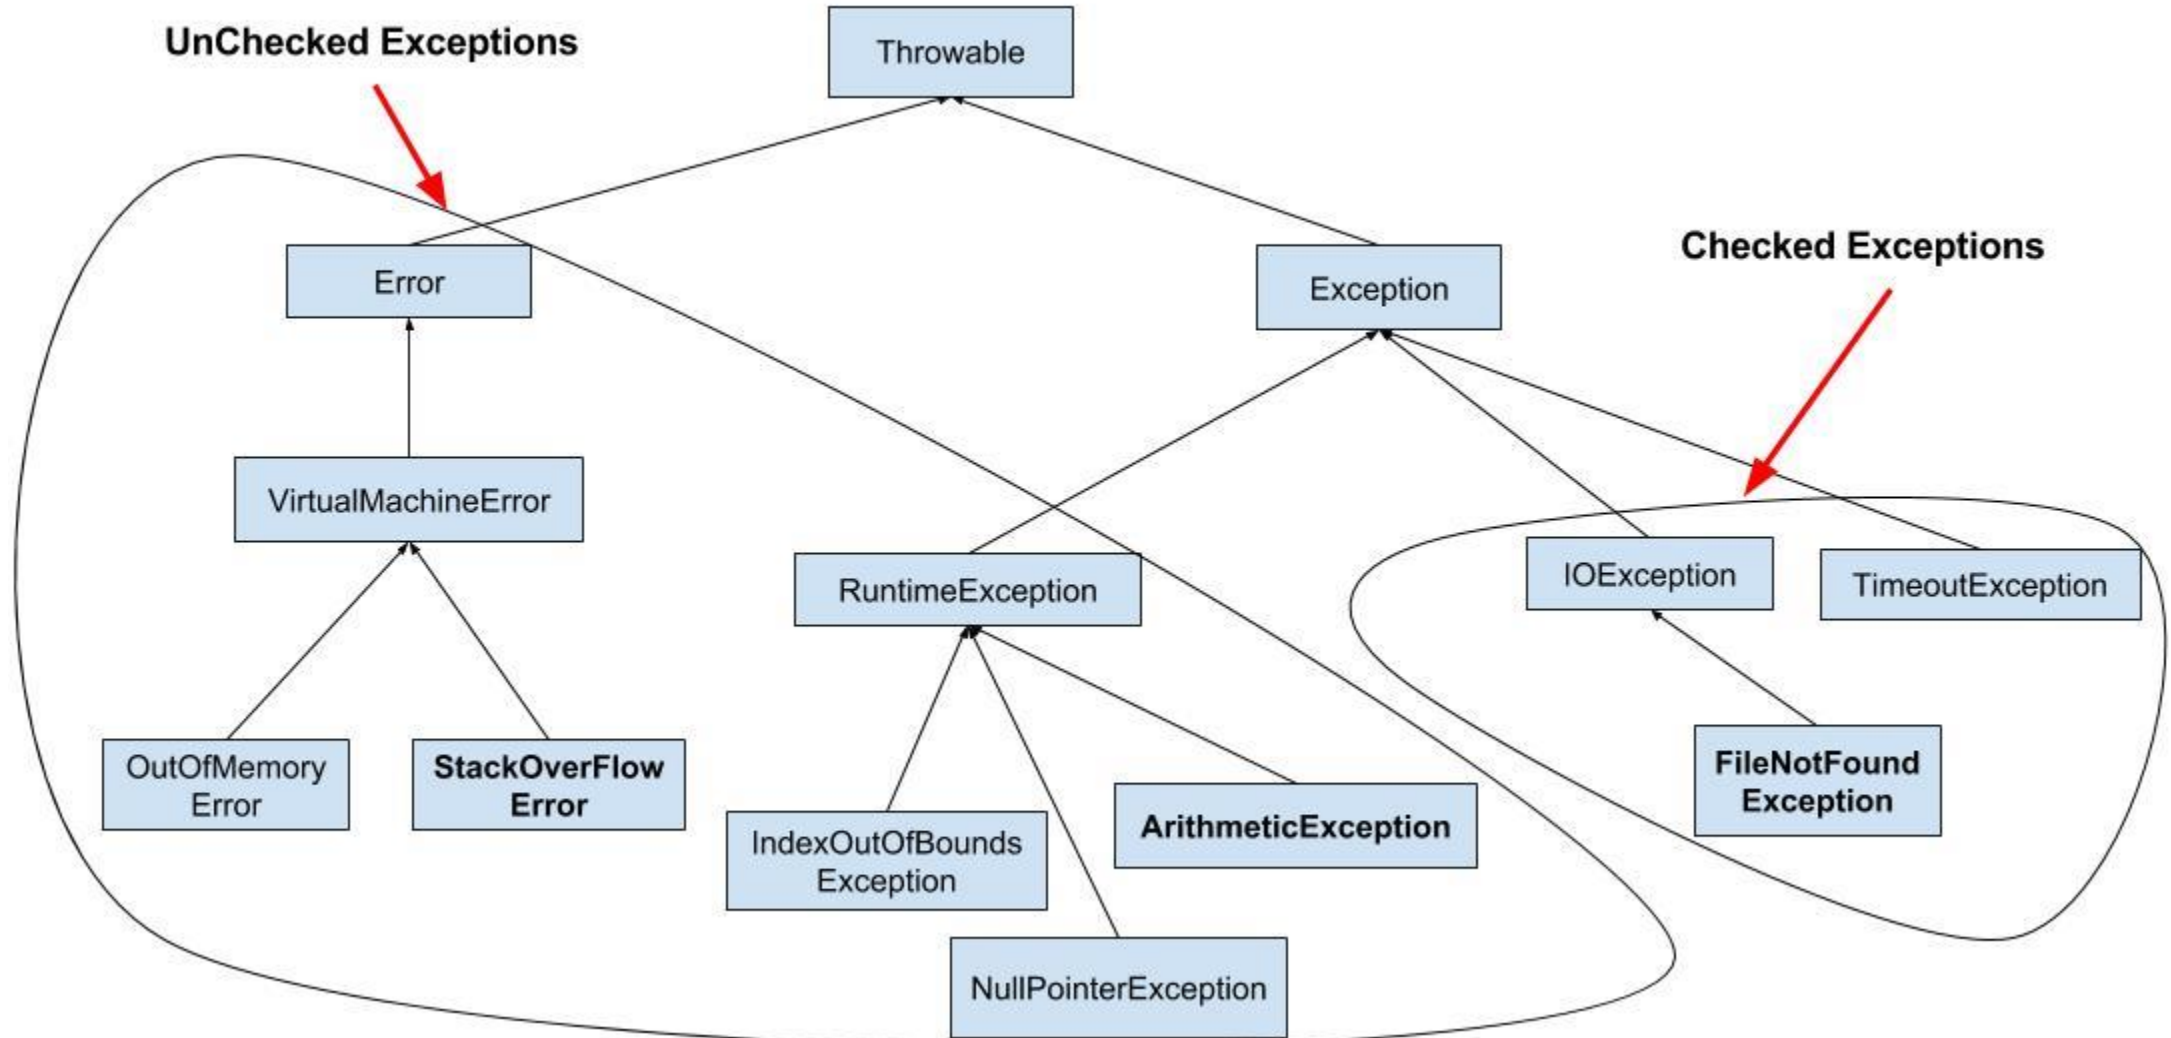 UnChecked Exceptions
Throwable
Checked Exceptions
Error
Exception
VirtualMachineError
RuntimeException
IOException
TimeoutException
OutOfMemory
Error
StackOverFlow
Error
IndexOutOfBounds
Exception
ArithmeticException
FileNotFound
Exception
NullPointerException